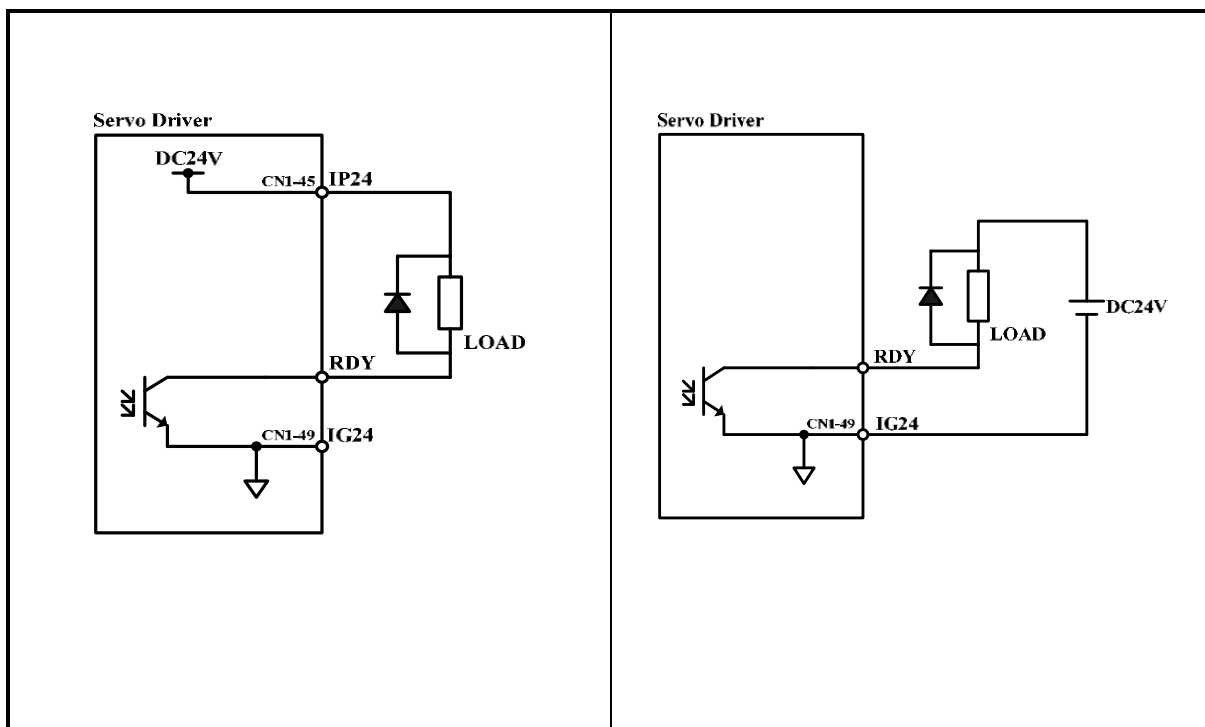 Servo Driver
DC24V
CN1-45 IP24
LOAD
RDY
CN1-49 IG24
Servo Driver
DC24V
LOAD
RDY
CN1-49 IG24